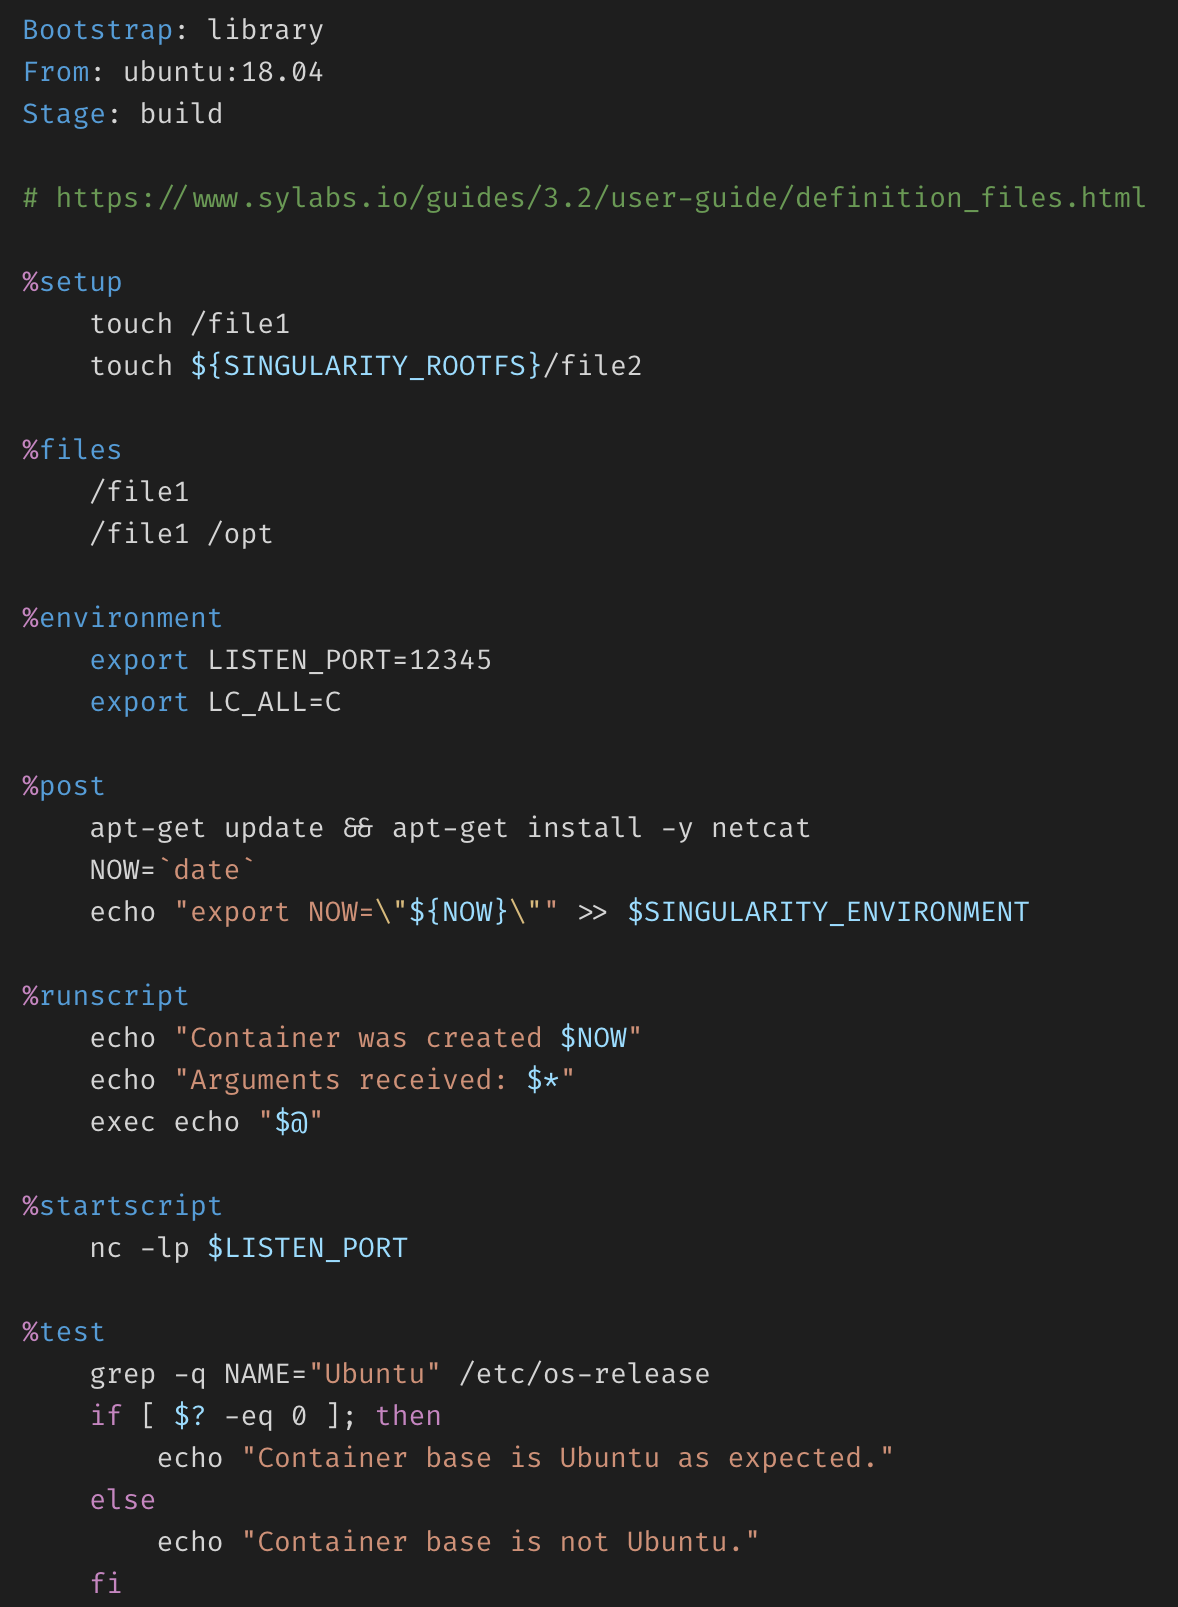 Bootstrap: library
From: ubuntu:18.04
Stage: build
# https://www.sylabs.io/guides/3.2/user-guide/definition_files.html
%setup
    touch /file1
    touch ${SINGULARITY_ROOTFS}/file2
%files
    /file1
    /file1 /opt
%environment
    export LISTEN_PORT=12345
    export LC_ALL=C
%post
    apt-get update && apt-get install -y netcat
    NOW=`date`
    echo "export NOW=\"${NOW}\"" >> $SINGULARITY_ENVIRONMENT
%runscript
    echo "Container was created $NOW"
    echo "Arguments received: $*"
    exec echo "$@"
%startscript
    nc -lp $LISTEN_PORT
%test
    grep -q NAME="Ubuntu" /etc/os-release
    if [ $? -eq 0 ]; then
        echo "Container base is Ubuntu as expected."
    else
        echo "Container base is not Ubuntu."
    fi